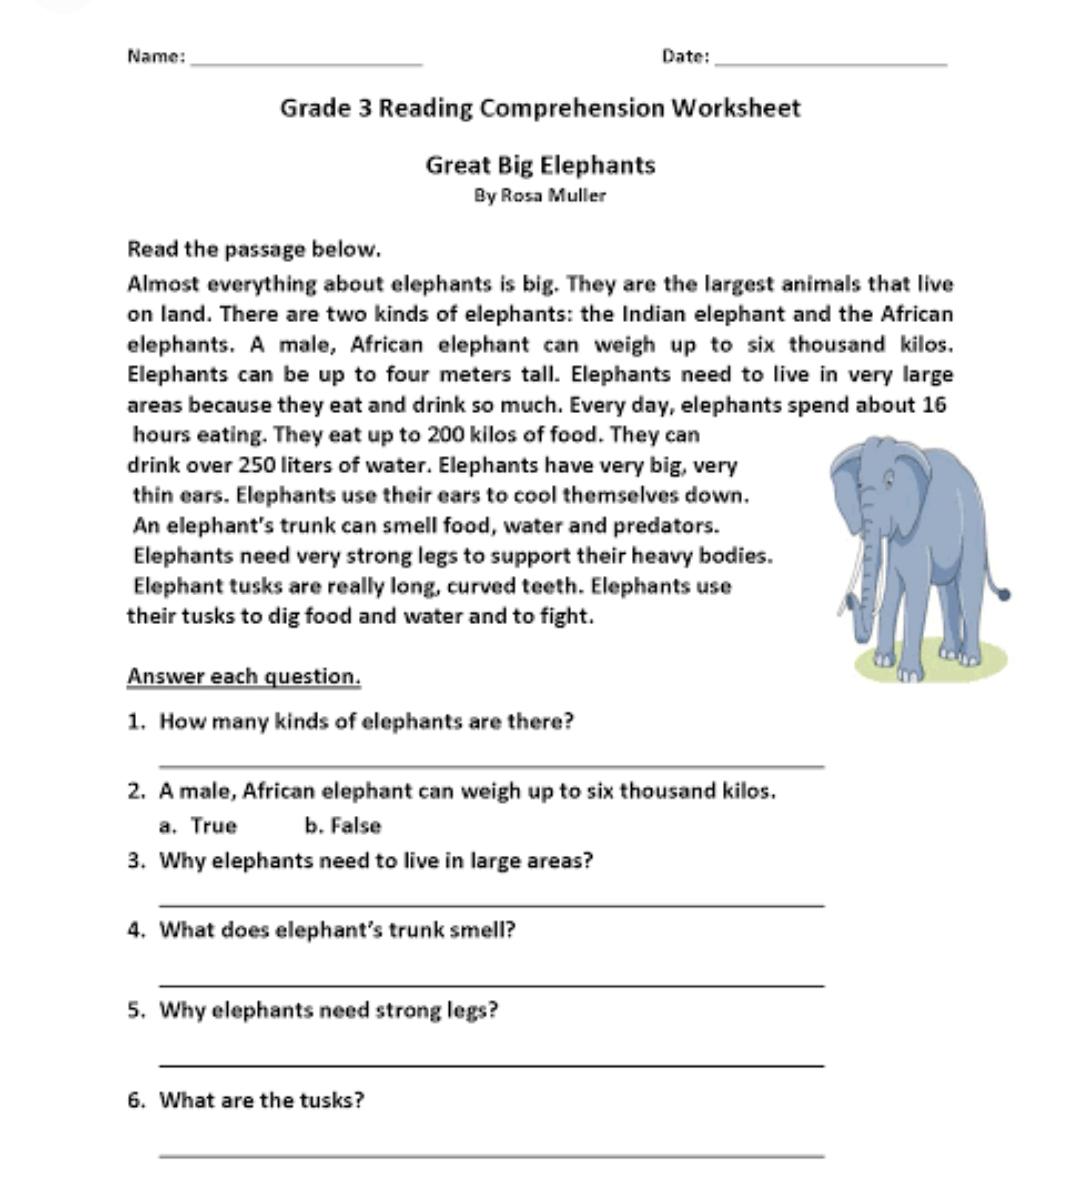 Name: ____________________ Date: ____________________
Grade 3 Reading Comprehension Worksheet
Great Big Elephants
By Rosa Muller
Read the passage below.
Almost everything about elephants is big. They are the largest animals that live
on land. There are two kinds of elephants: the Indian elephant and the African
elephants. A male, African elephant can weigh up to six thousand kilos.
Elephants can be up to four meters tall. Elephants need to live in very large
areas because they eat and drink so much. Every day, elephants spend about 16
hours eating. They eat up to 200 kilos of food. They can
drink over 250 liters of water. Elephants have very big, very
thin ears. Elephants use their ears to cool themselves down.
An elephant's trunk can smell food, water and predators.
Elephants need very strong legs to support their heavy bodies.
Elephant tusks are really long, curved teeth. Elephants use
their tusks to dig food and water and to fight.
Answer each question.
1. How many kinds of elephants are there?
2. A male, African elephant can weigh up to six thousand kilos.
a. True b. False
3. Why elephants need to live in large areas?
4. What does elephant's trunk smell?
5. Why elephants need strong legs?
6. What are the tusks?